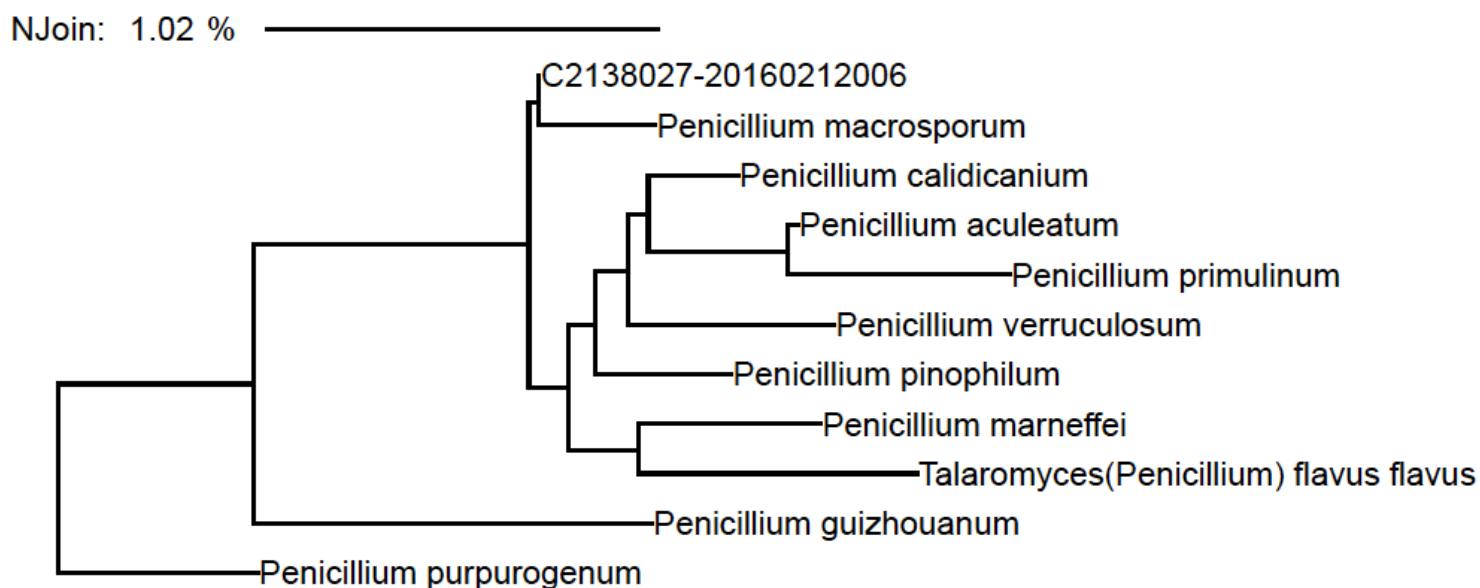 NJoin: 1.02 %
C2138027-20160212006
Penicillium macrosporum
Penicillium calidicanium
Penicillium aculeatum
Penicillium primulinum
Penicillium verruculosum
Penicillium pinophilum
Penicillium marneffei
Talaromyces(Penicillium) flavus flavus
Penicillium guizhouanum
Penicillium purpurogenum